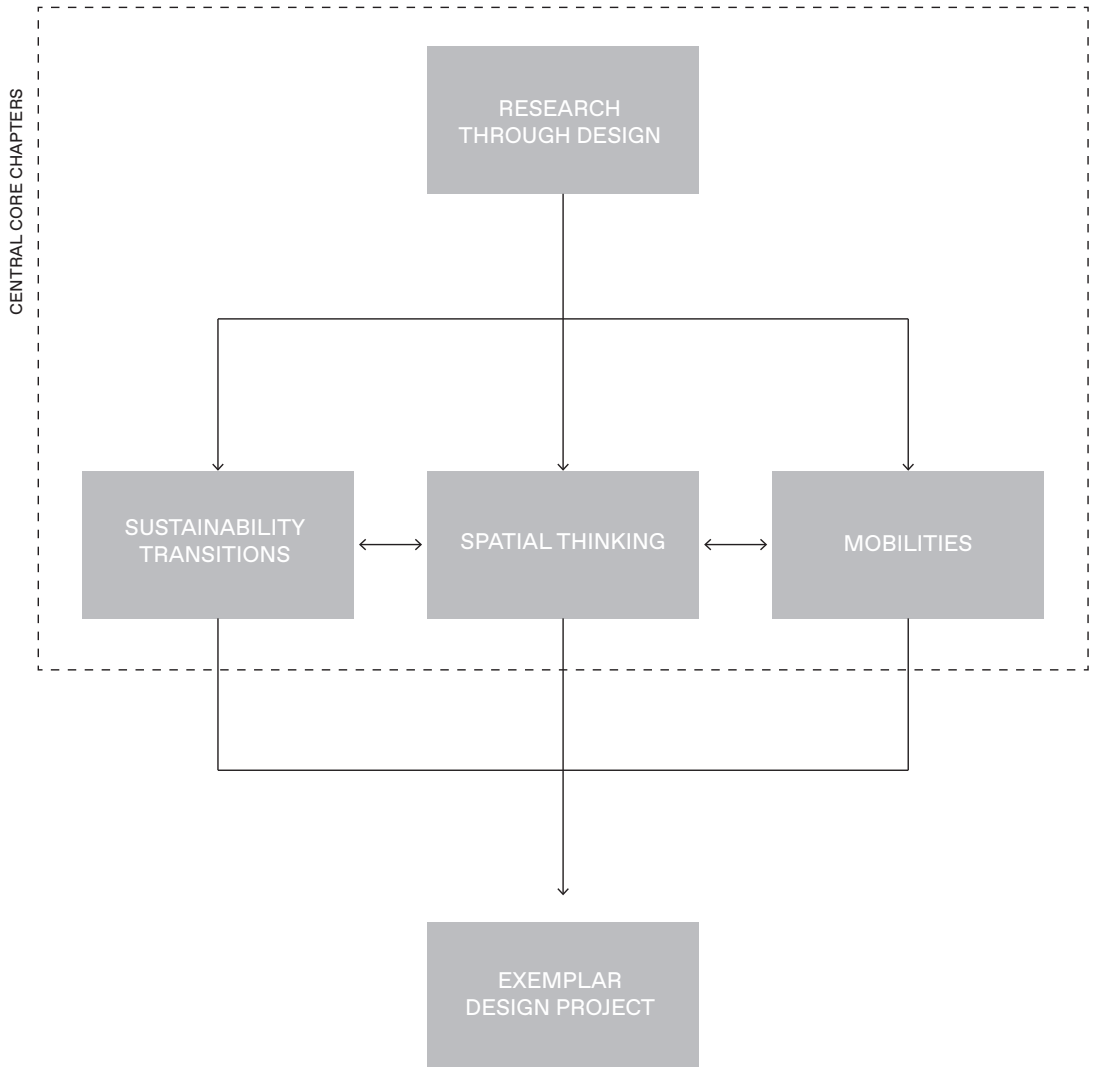 CENTRAL CORE CHAPTERS
RESEARCH
THROUGH DESIGN
SUSTAINABILITY
TRANSITIONS
SPATIAL THINKING
MOBILITIES
EXEMPLAR
DESIGN PROJECT